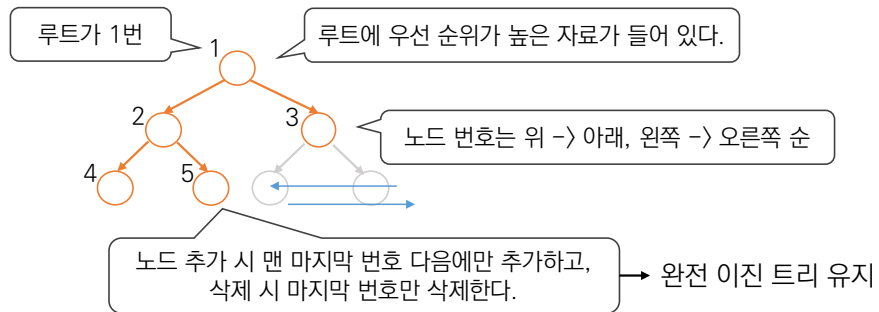 루트가 1번
루트에 우선 순위가 높은 자료가 들어 있다.
1
2
3
노드 번호는 위 -> 아래, 왼쪽 -> 오른쪽 순
4
5
노드 추가 시 맨 마지막 번호 다음에만 추가하고,
삭제 시 마지막 번호만 삭제한다.
완전 이진 트리 유지